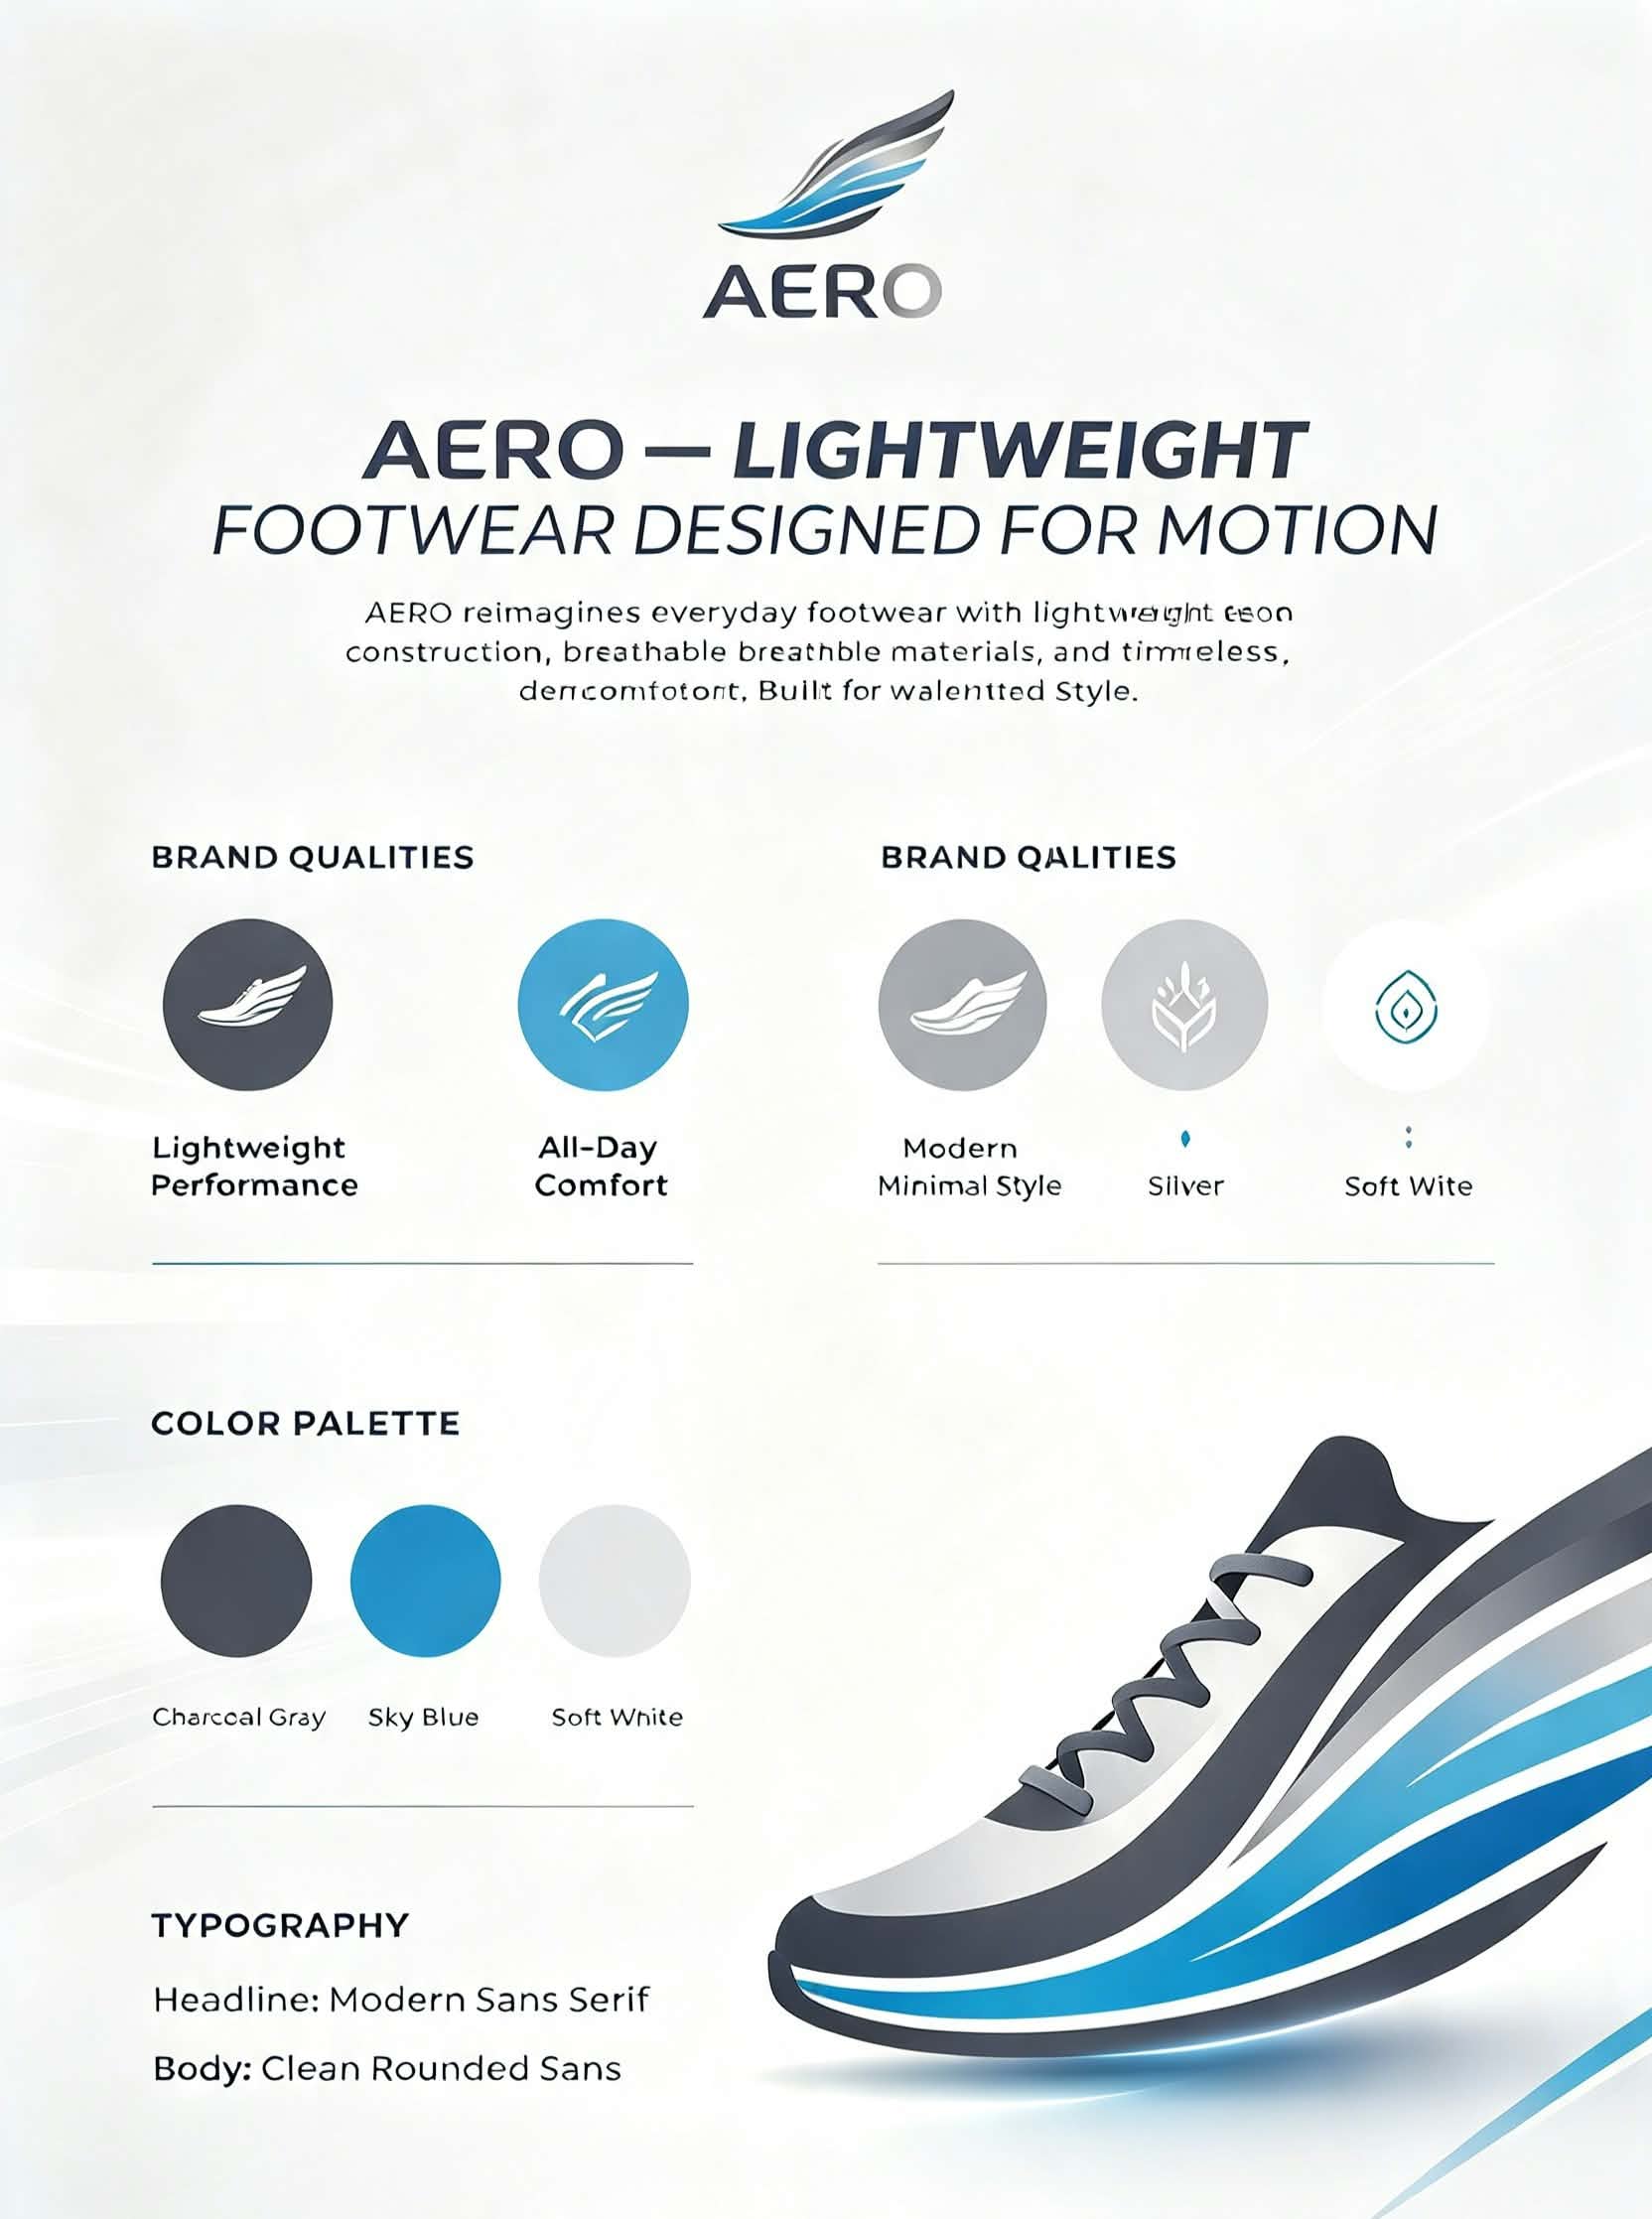 AERO
AERO — LIGHTWEIGHT
FOOTWEAR DESIGNED FOR MOTION
AERO reimagines everyday footwear with
construction, breathable breathble materials, and
Built for Style.
BRAND QUALITIES
Lightweight
Performance
All-Day
Comfort
BRAND QALITIES
Modern
Minimal Style
Silver
Soft Wite
COLOR PALETTE
Charcoal Gray
Sky Blue
Soft White
TYPOGRAPHY
Headline: Modern Sans Serif
Body: Clean Rounded Sans